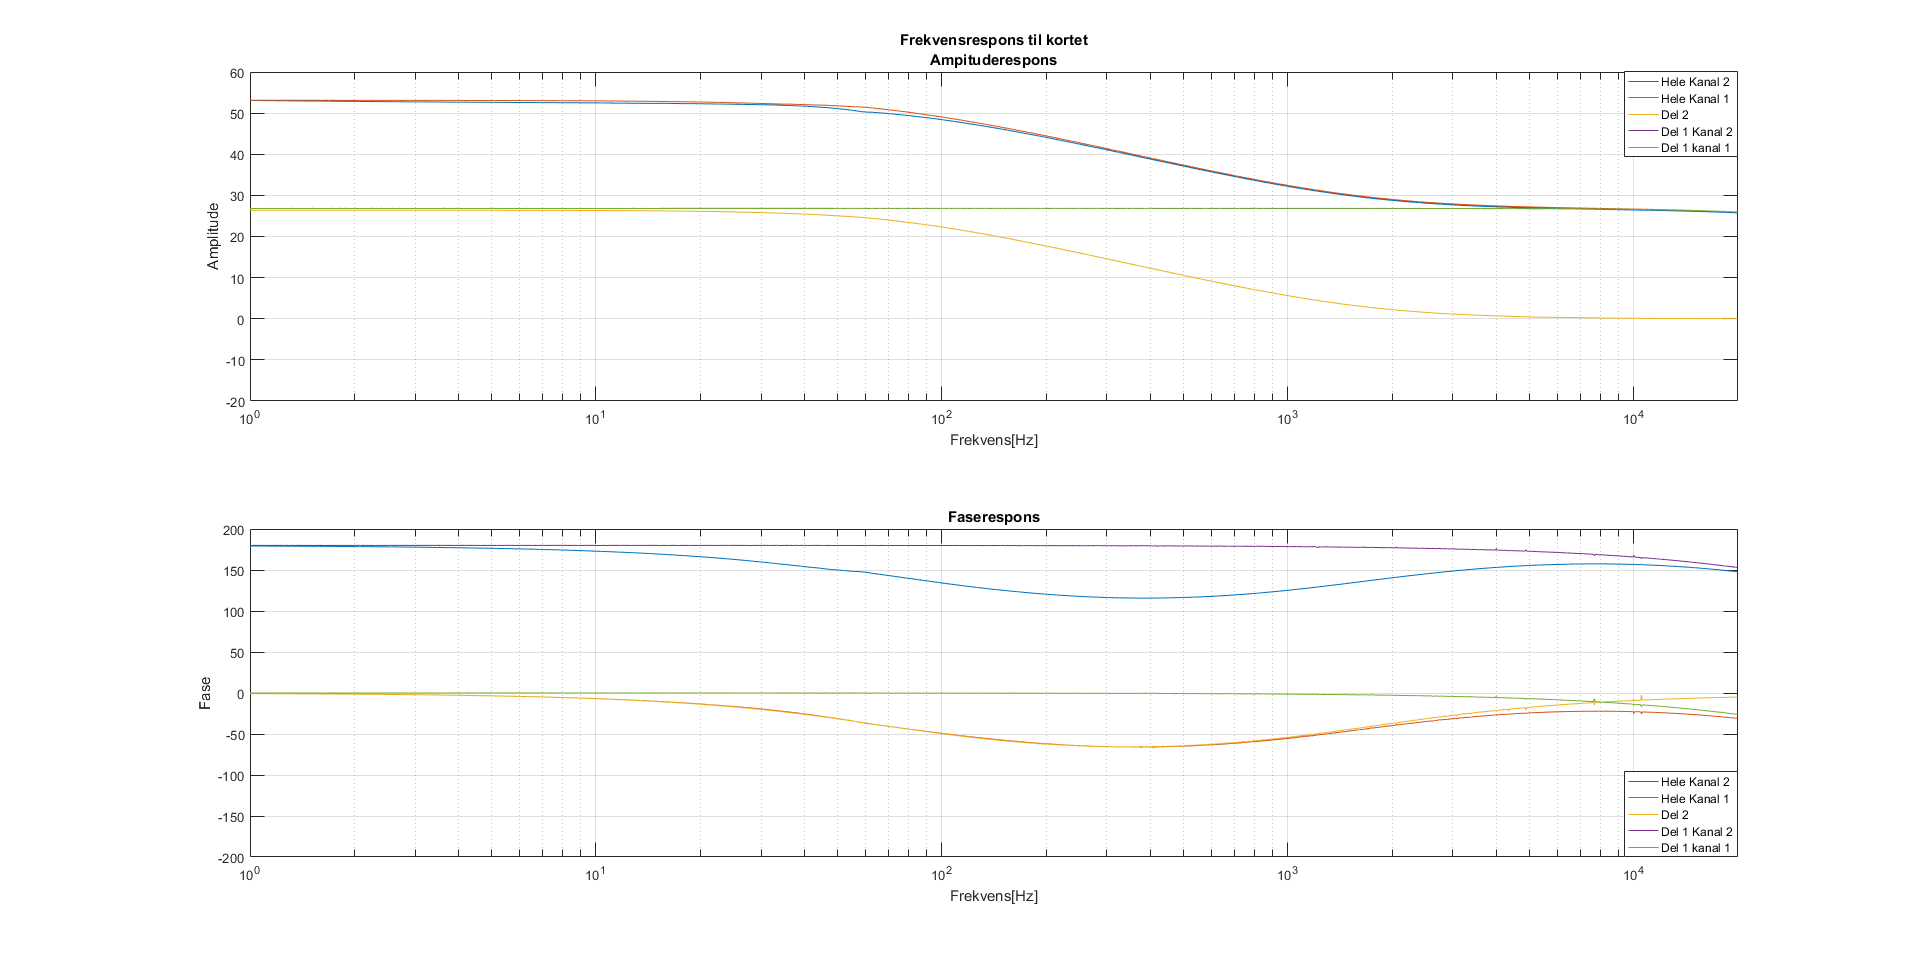 Frekvensrespons til kortet
Ampituderespons
60
50
40
30
20
10
0
-10
-20
Amplitude
10^0
10^1
10^2
10^3
10^4
Frekvens[Hz]
Hele Kanal 2
Hele Kanal 1
Del 2
Del 1 Kanal 2
Del 1 kanal 1
Faserespons
200
150
100
50
0
-50
-100
-150
-200
Fase
10^0
10^1
10^2
10^3
10^4
Frekvens[Hz]
Hele Kanal 2
Hele Kanal 1
Del 2
Del 1 Kanal 2
Del 1 kanal 1